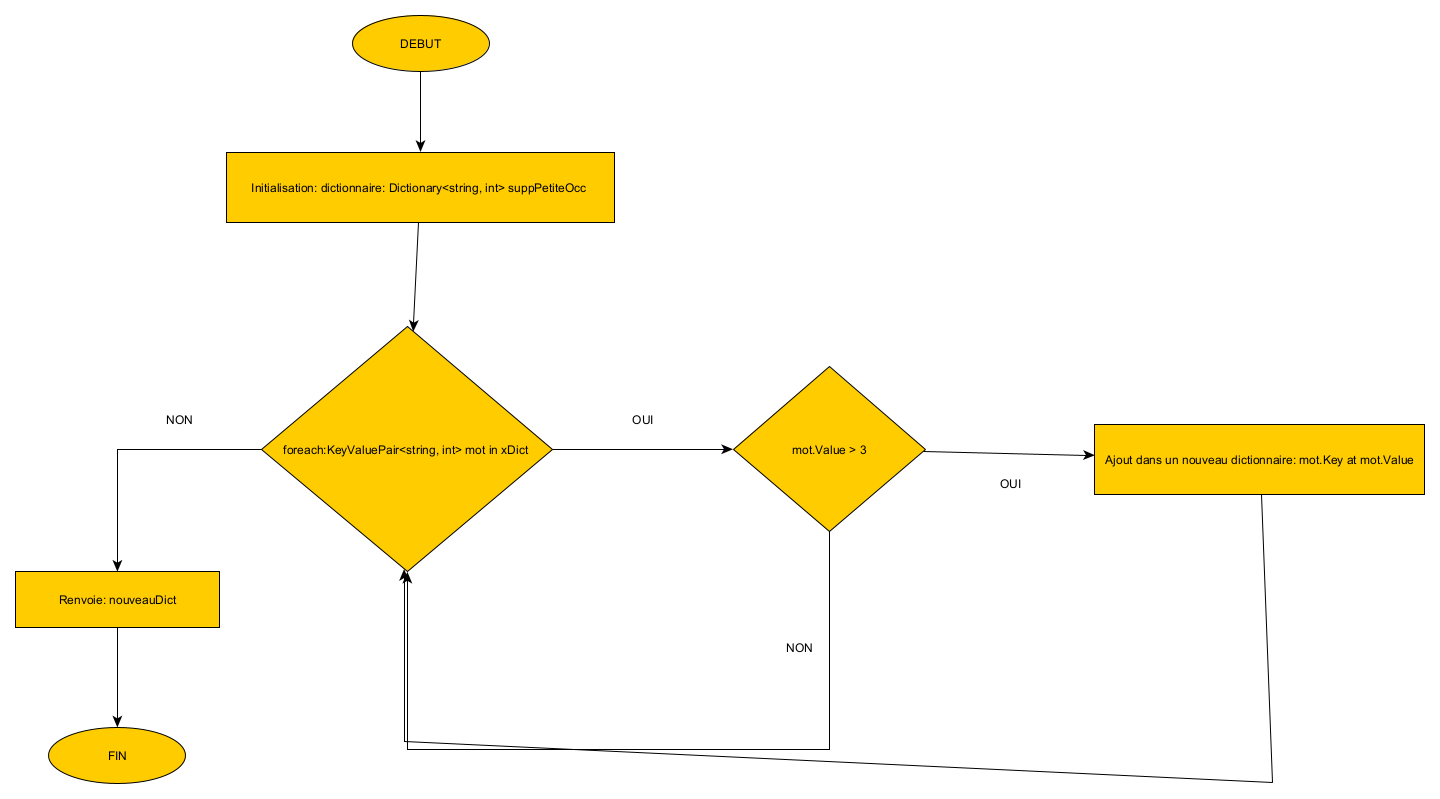 DEBUT
Initialisation: dictionnaire: Dictionary<string, int> suppPetiteOcc
NON
OUI
foreach:KeyValuePair<string, int> mot in xDict
mot.Value > 3
Ajout dans un nouveau dictionnaire: mot.Key at mot.Value
OUI
Renvoie: nouveauDict
NON
FIN